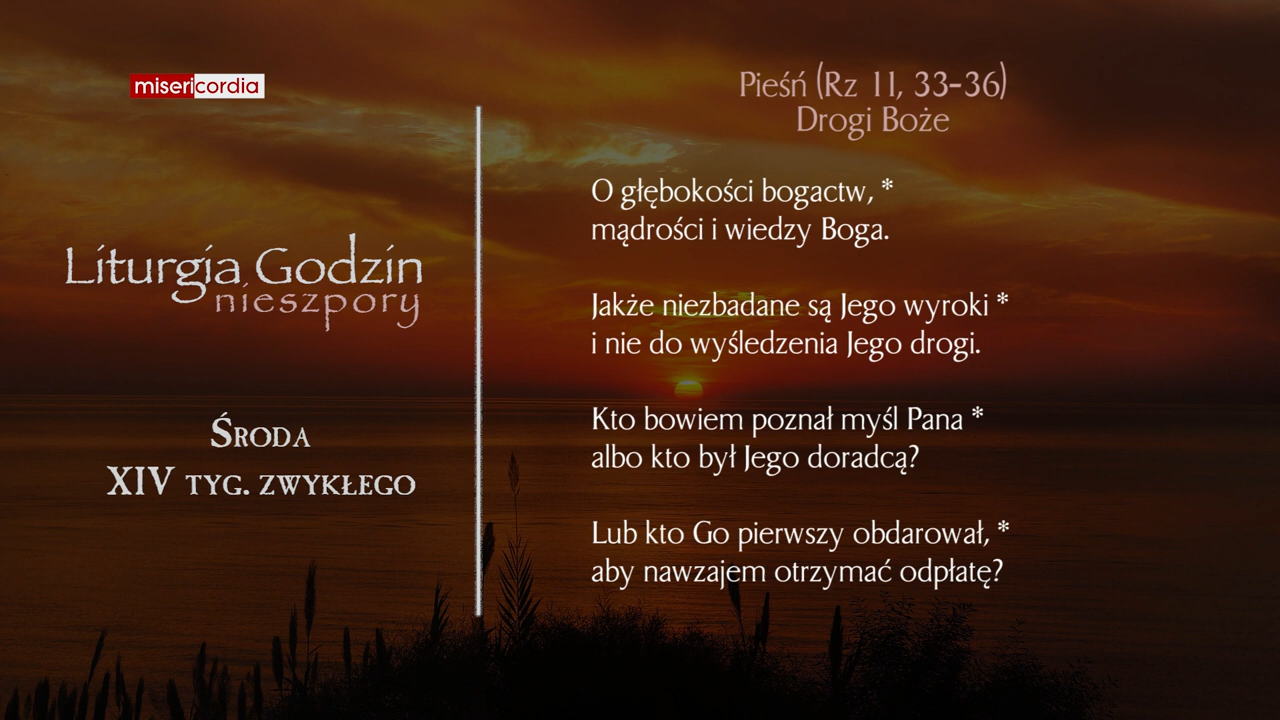 misericordia
Liturgia Godzin
nieszpory
Środa
XIV tyg. zwykłego
Pieśń (Rz 11, 33-36)
Drogi Boże
O głębokości bogactw, *
mądrości i wiedzy Boga.
Jakże niezbadane są Jego wyroki *
i nie do wyśledzenia Jego drogi.
Kto bowiem poznał myśl Pana *
albo kto był Jego doradcą?
Lub kto Go pierwszy obdarował, *
aby nawzajem otrzymać odpłatę?